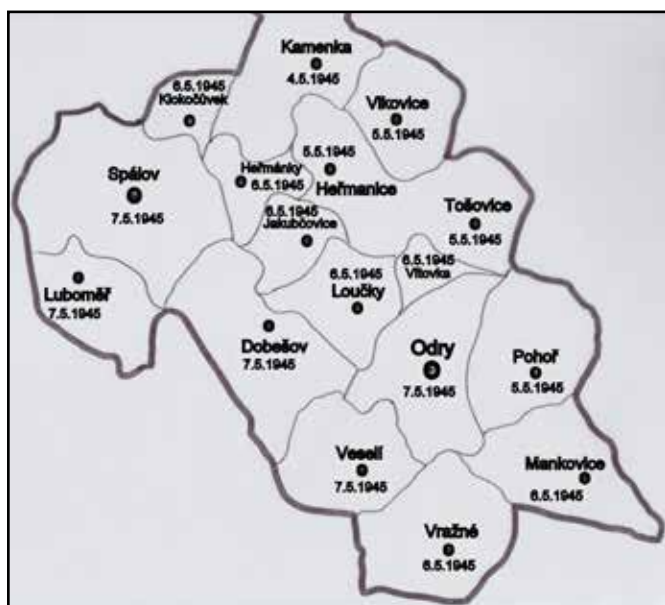 Kamenka
4.5.1945
6.5.1945
Klokočůvek
Vlkovice
5.5.1945
5.5.1945
Heřmanice
Heřmánky
6.5.1945
Spálov
7.5.1945
6.5.1945
Jakubčovice
Tošovice
5.5.1945
6.5.1945
Vítovka
6.5.1945
Loučky
Luboměř
7.5.1945
Dobešov
7.5.1945
Odry
7.5.1945
Pohoř
5.5.1945
Veselí
7.5.1945
Mankovice
6.5.1945
Vražné
6.5.1945